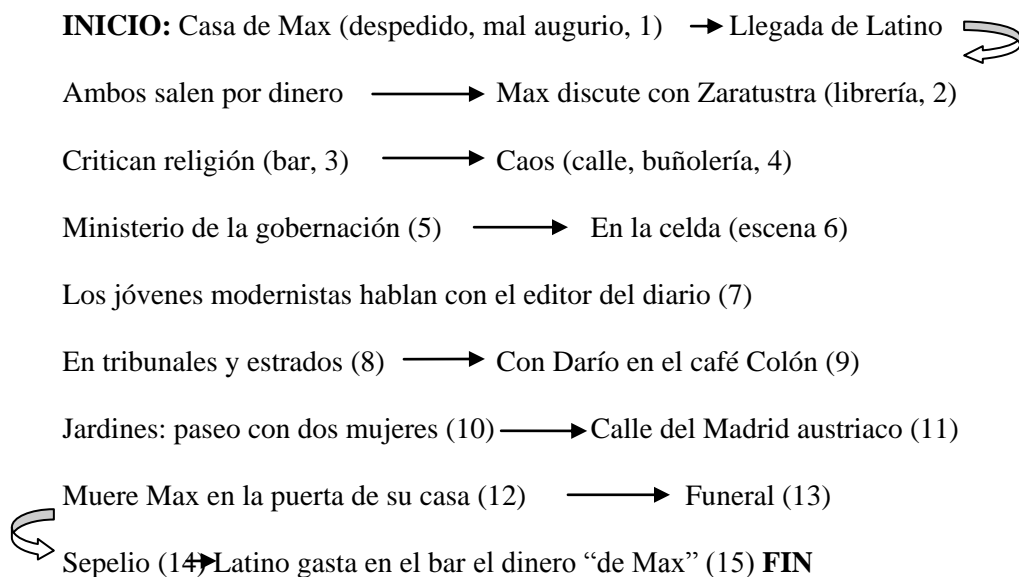 INICIO: Casa de Max (despedido, mal augurio, 1) Llegada de Latino
Ambos salen por dinero Max discute con Zaratustra (librería, 2)
Critican religión (bar, 3) Caos (calle, buñolería, 4)
Ministerio de la gobernación (5) En la celda (escena 6)
Los jóvenes modernistas hablan con el editor del diario (7)
En tribunales y estrados (8) Con Darío en el café Colón (9)
Jardines: paseo con dos mujeres (10) Calle del Madrid austriaco (11)
Muere Max en la puerta de su casa (12) Funeral (13)
Sepelio (14) Latino gasta en el bar el dinero “de Max” (15) FIN